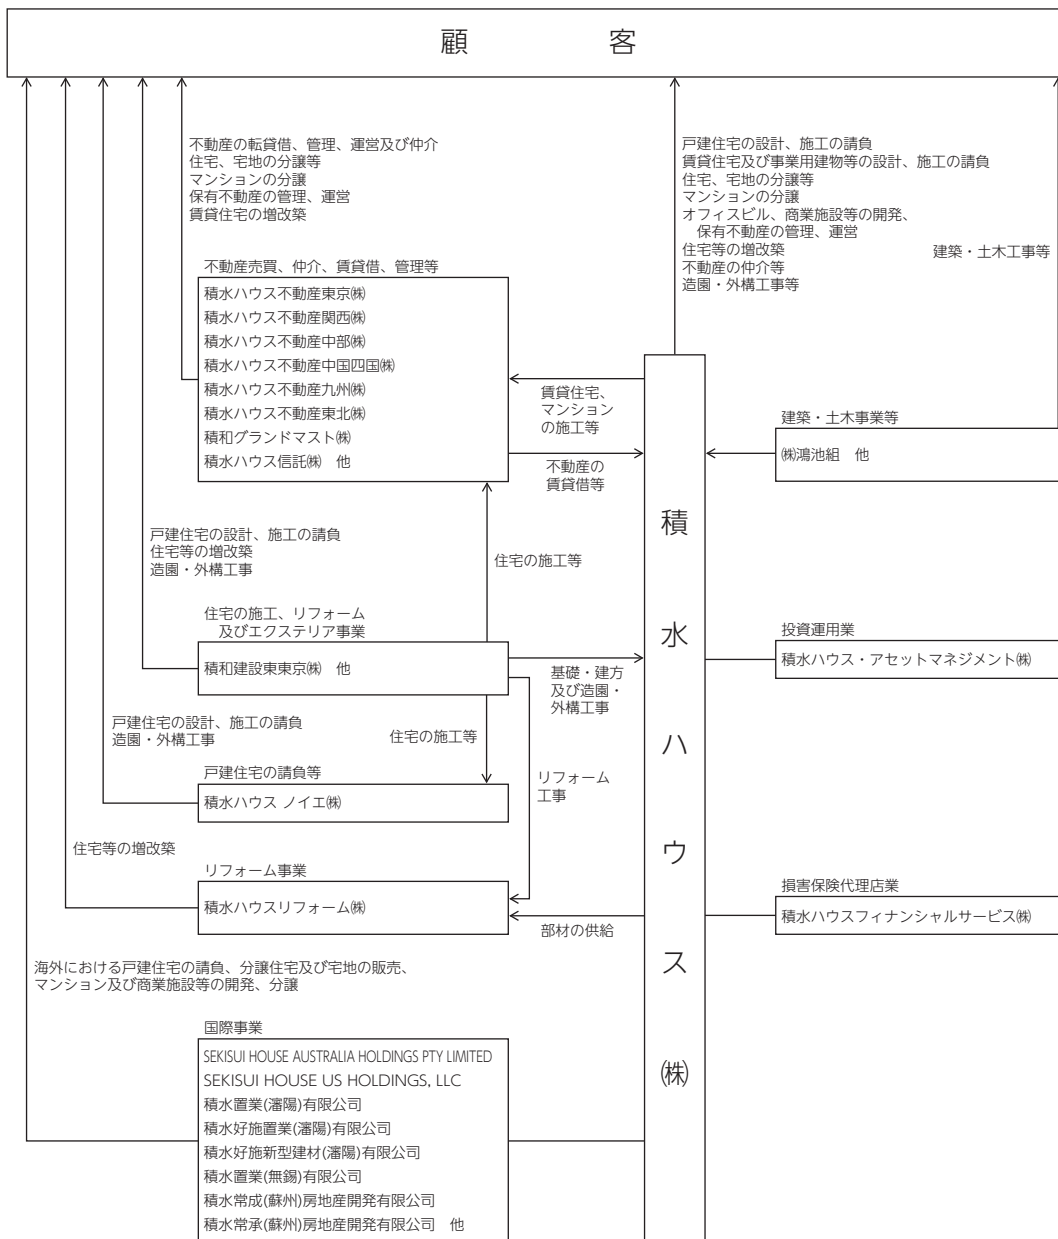 顧客
不動産の転貸借、管理、運営及び仲介
住宅、宅地の分譲等
マンションの分譲
保有不動産の管理、運営
賃貸住宅の増改築
戸建住宅の設計、施工の請負
賃貸住宅及び事業用建物等の設計、施工の請負
住宅、宅地の分譲等
マンションの分譲
オフィスビル、商業施設等の開発、
保有不動産の管理、運営
住宅等の増改築
不動産の仲介等
造園・外構工事等
建築・土木工事等
不動産売買、仲介、賃貸借、管理等
積水ハウス不動産東京㈱
積水ハウス不動産関西㈱
積水ハウス不動産中部㈱
積水ハウス不動産中国四国㈱
積水ハウス不動産九州㈱
積水ハウス不動産東北㈱
積和グランドマスト㈱
積水ハウス信託㈱ 他
賃貸住宅、
マンション
の施工等
不動産の
賃貸借等
建築・土木事業等
㈱鴻池組 他
積水ハウス㈱
戸建住宅の設計、施工の請負
住宅等の増改築
造園・外構工事
住宅の施工等
住宅の施工、リフォーム
及びエクステリア事業
積和建設東東京㈱ 他
基礎・建方
及び造園・
外構工事
投資運用業
積水ハウス・アセットマネジメント㈱
戸建住宅の設計、施工の請負
造園・外構工事
住宅の施工等
リフォーム
工事
戸建住宅の請負等
積水ハウス ノイエ㈱
住宅等の増改築
リフォーム事業
積水ハウスリフォーム㈱
部材の供給
損害保険代理店業
積水ハウスフィナンシャルサービス㈱
海外における戸建住宅の請負、分譲住宅及び宅地の販売、
マンション及び商業施設等の開発、分譲
国際事業
SEKISUI HOUSE AUSTRALIA HOLDINGS PTY LIMITED
SEKISUI HOUSE US HOLDINGS, LLC
積水置業(瀋陽)有限公司
積水好施置業(瀋陽)有限公司
積水好施新型建材(瀋陽)有限公司
積水置業(無錫)有限公司
積水常成(蘇州)房地産開発有限公司
積水常承(蘇州)房地産開発有限公司 他